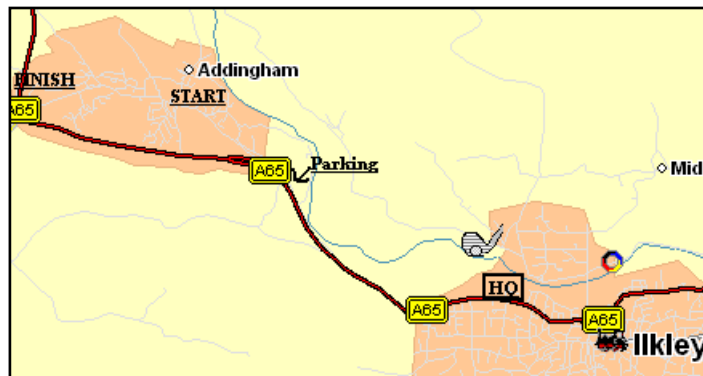 Addingham
FINISH
START
A65
Parking
A65
Mid
HQ
A65
A65
Ilkley